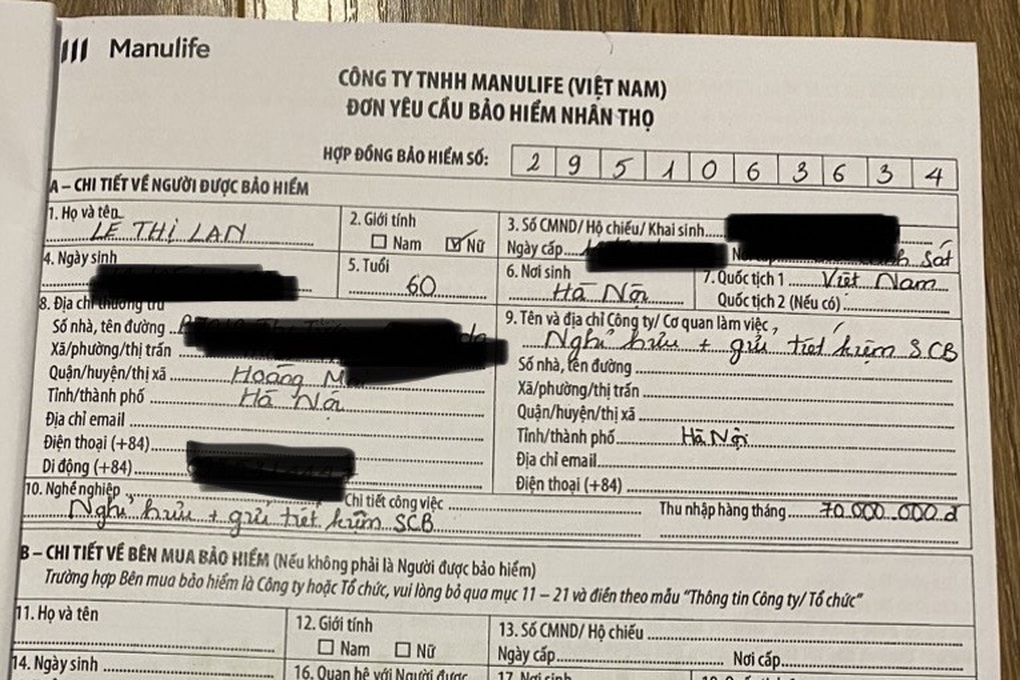 Manulife
CÔNG TY TNHH MANULIFE (VIỆT NAM)
ĐƠN YÊU CẦU BẢO HIỂM NHÂN THỌ
HỢP ĐỒNG BẢO HIỂM SỐ: 2 9 5 1 0 6 3 6 3 4
A – CHI TIẾT VỀ NGƯỜI ĐƯỢC BẢO HIỂM
1. Họ và tên 2. Giới tính 3. Số CMND/ Hộ chiếu/ Khai sinh
LÊ THỊ LAN Nam Nữ Ngày cấp sát
4. Ngày sinh 5. Tuổi 6. Nơi sinh 7. Quốc tịch 1 Việt Nam
60 Hà Nội Quốc tịch 2 (Nếu có)
8. Địa chỉ thường trú 9. Tên và địa chỉ Công ty/ Cơ quan làm việc
Số nhà, tên đường Nghỉ hưu + gửi tiết kiệm SCB
Xã/phường/thị trấn Số nhà, tên đường
Quận/huyện/thị xã Hoàng Xã/phường/thị trấn
Tỉnh/thành phố Hà Nội Quận/huyện/thị xã
Địa chỉ email Tỉnh/thành phố Hà Nội
Điện thoại (+84) Địa chỉ email
Di động (+84) Điện thoại (+84)
10. Nghề nghiệp Chi tiết công việc Thu nhập hàng tháng 70.000.000đ
Nghỉ hưu + gửi tiết kiệm SCB
B – CHI TIẾT VỀ BÊN MUA BẢO HIỂM (Nếu không phải là Người được bảo hiểm)
Trường hợp Bên mua bảo hiểm là Công ty hoặc Tổ chức, vui lòng bỏ qua mục 11 – 21 và điền theo mẫu “Thông tin Công ty/ Tổ chức”
11. Họ và tên 12. Giới tính 13. Số CMND/ Hộ chiếu
Nam Nữ Ngày cấp Nơi cấp
14. Ngày sinh 16. Quan hệ với Người được 17. Nơi sinh